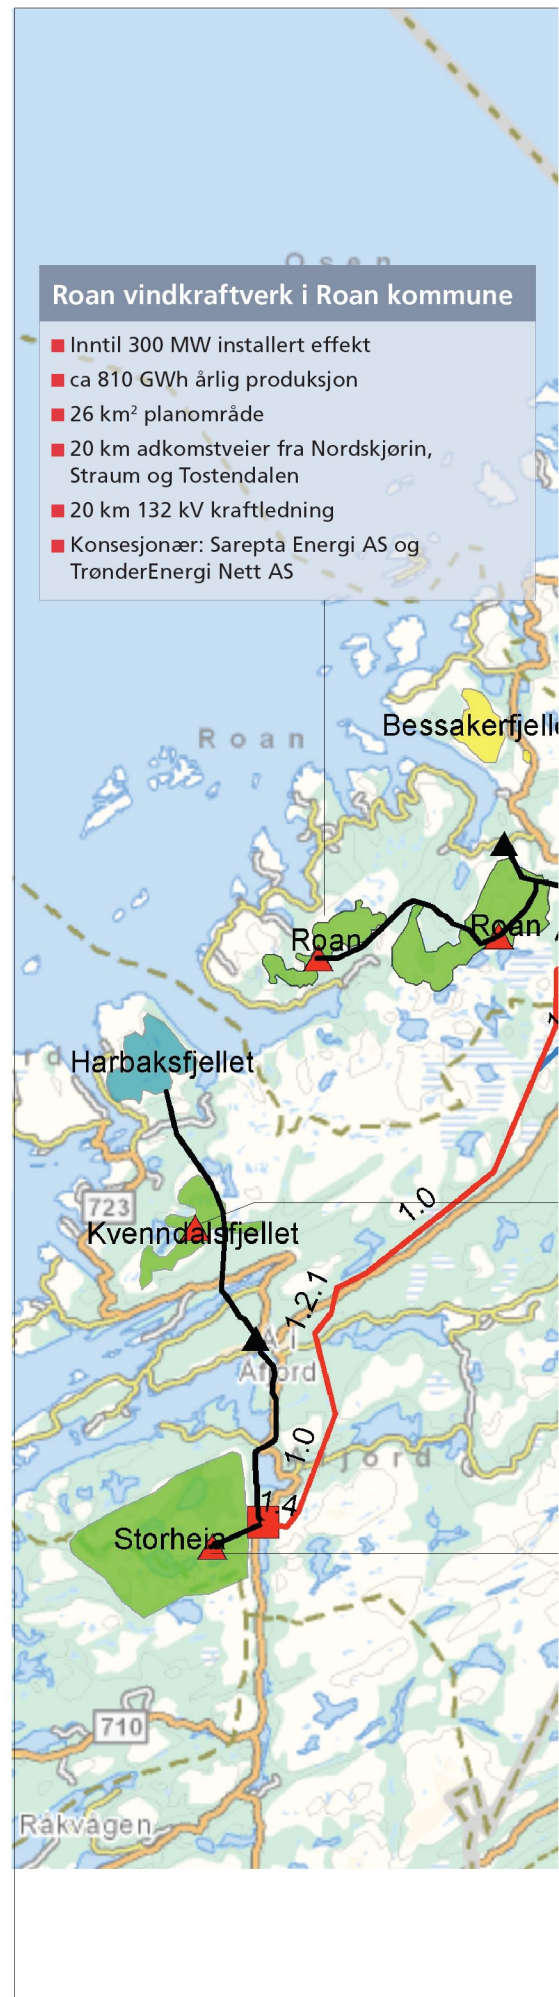 Osen
Roan vindkraftverk i Roan kommune
Inntil 300 MW installert effekt
ca 810 GWh årlig produksjon
26 km² planområde
20 km adkomstveier fra Nordskjørin,
Straum og Tostendalen
20 km 132 kV kraftledning
Konsesjonær: Sarepta Energi AS og
TrønderEnergi Nett AS
Bessakerfjelle
Roan
Roan
Roan
Harbaksfjellet
723
1.0
Kvenndalsfjellet
1.2.1
Åfjord
1.0
fjord
1.4
Storheia
710
Råkvågen